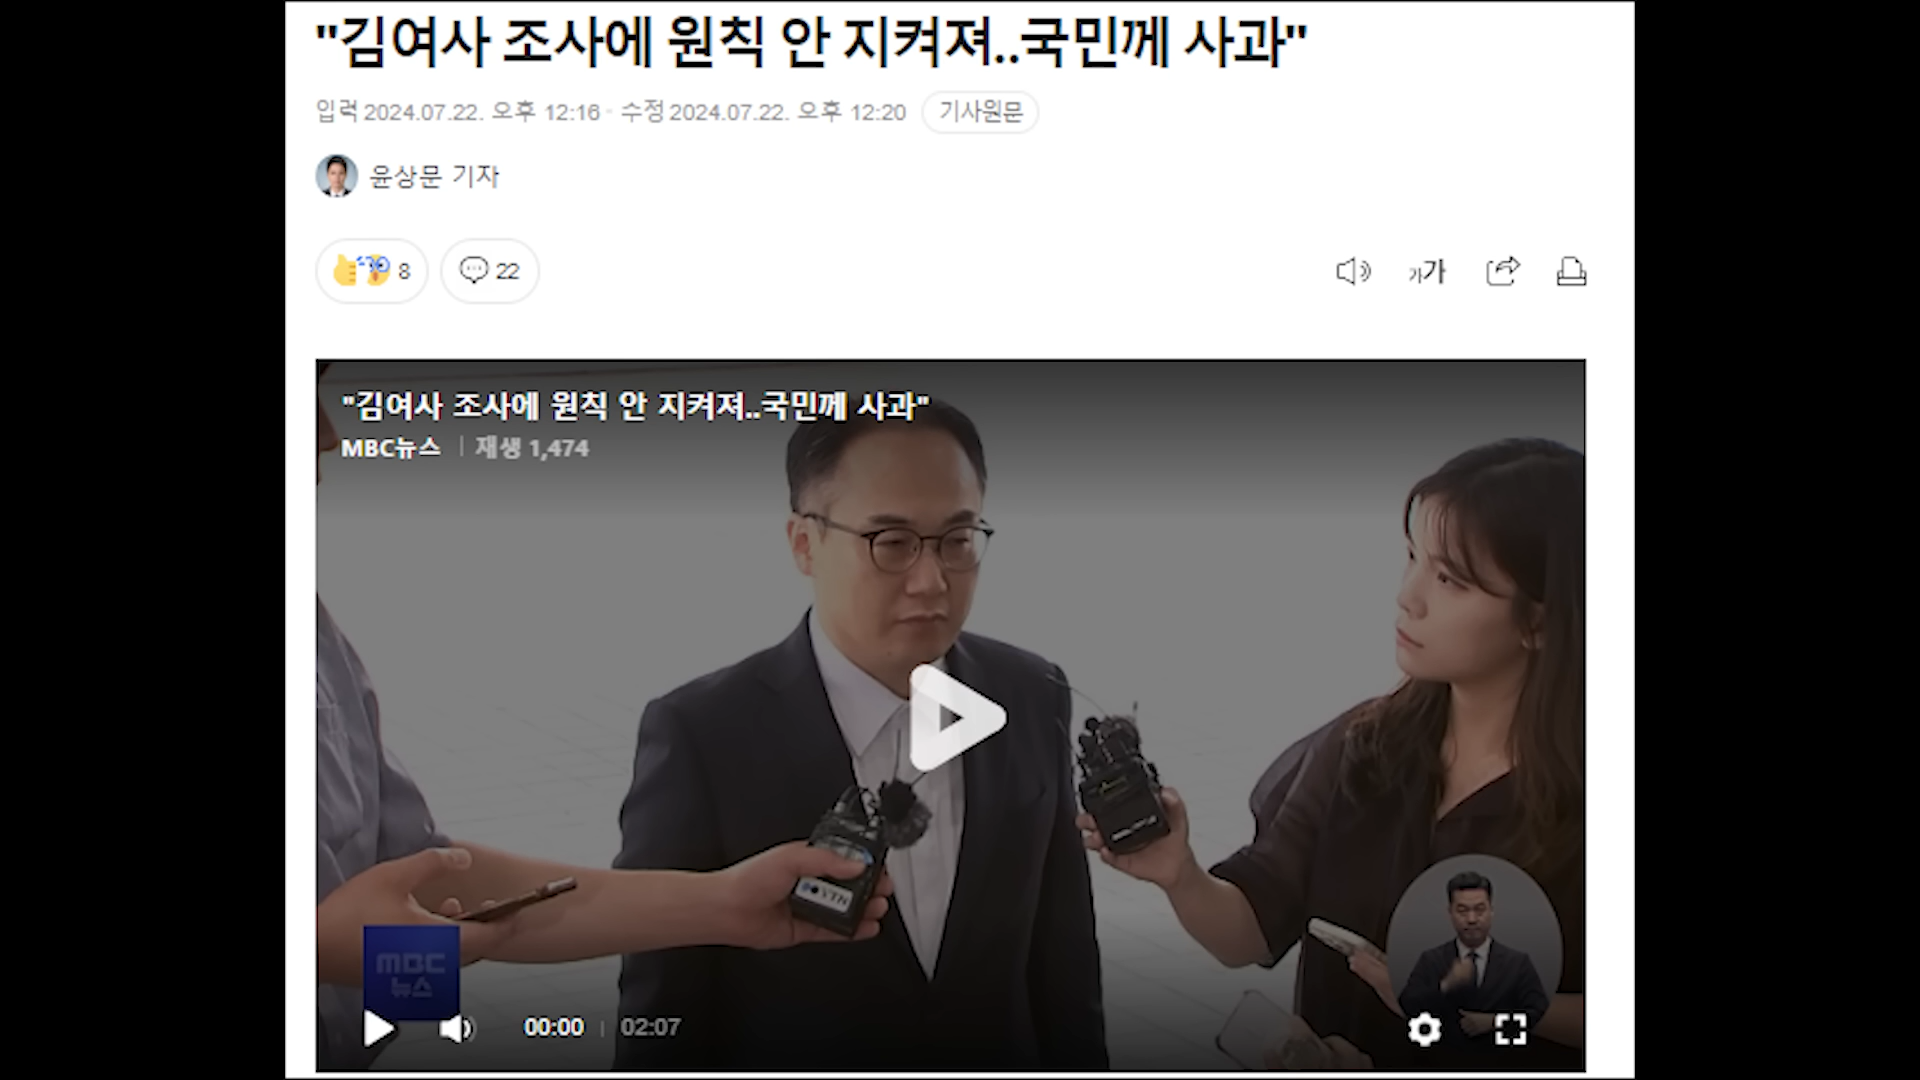 "김여사 조사에 원칙 안 지켜져..국민께 사과"
입력 2024.07.22. 오후 12:16 · 수정 2024.07.22. 오후 12:20 기사원문
윤상문 기자
8 22
가가
"김여사 조사에 원칙 안 지켜져..국민께 사과"
MBC뉴스 | 재생 1,474
YTN
MBC
뉴스
00:00 | 02:07